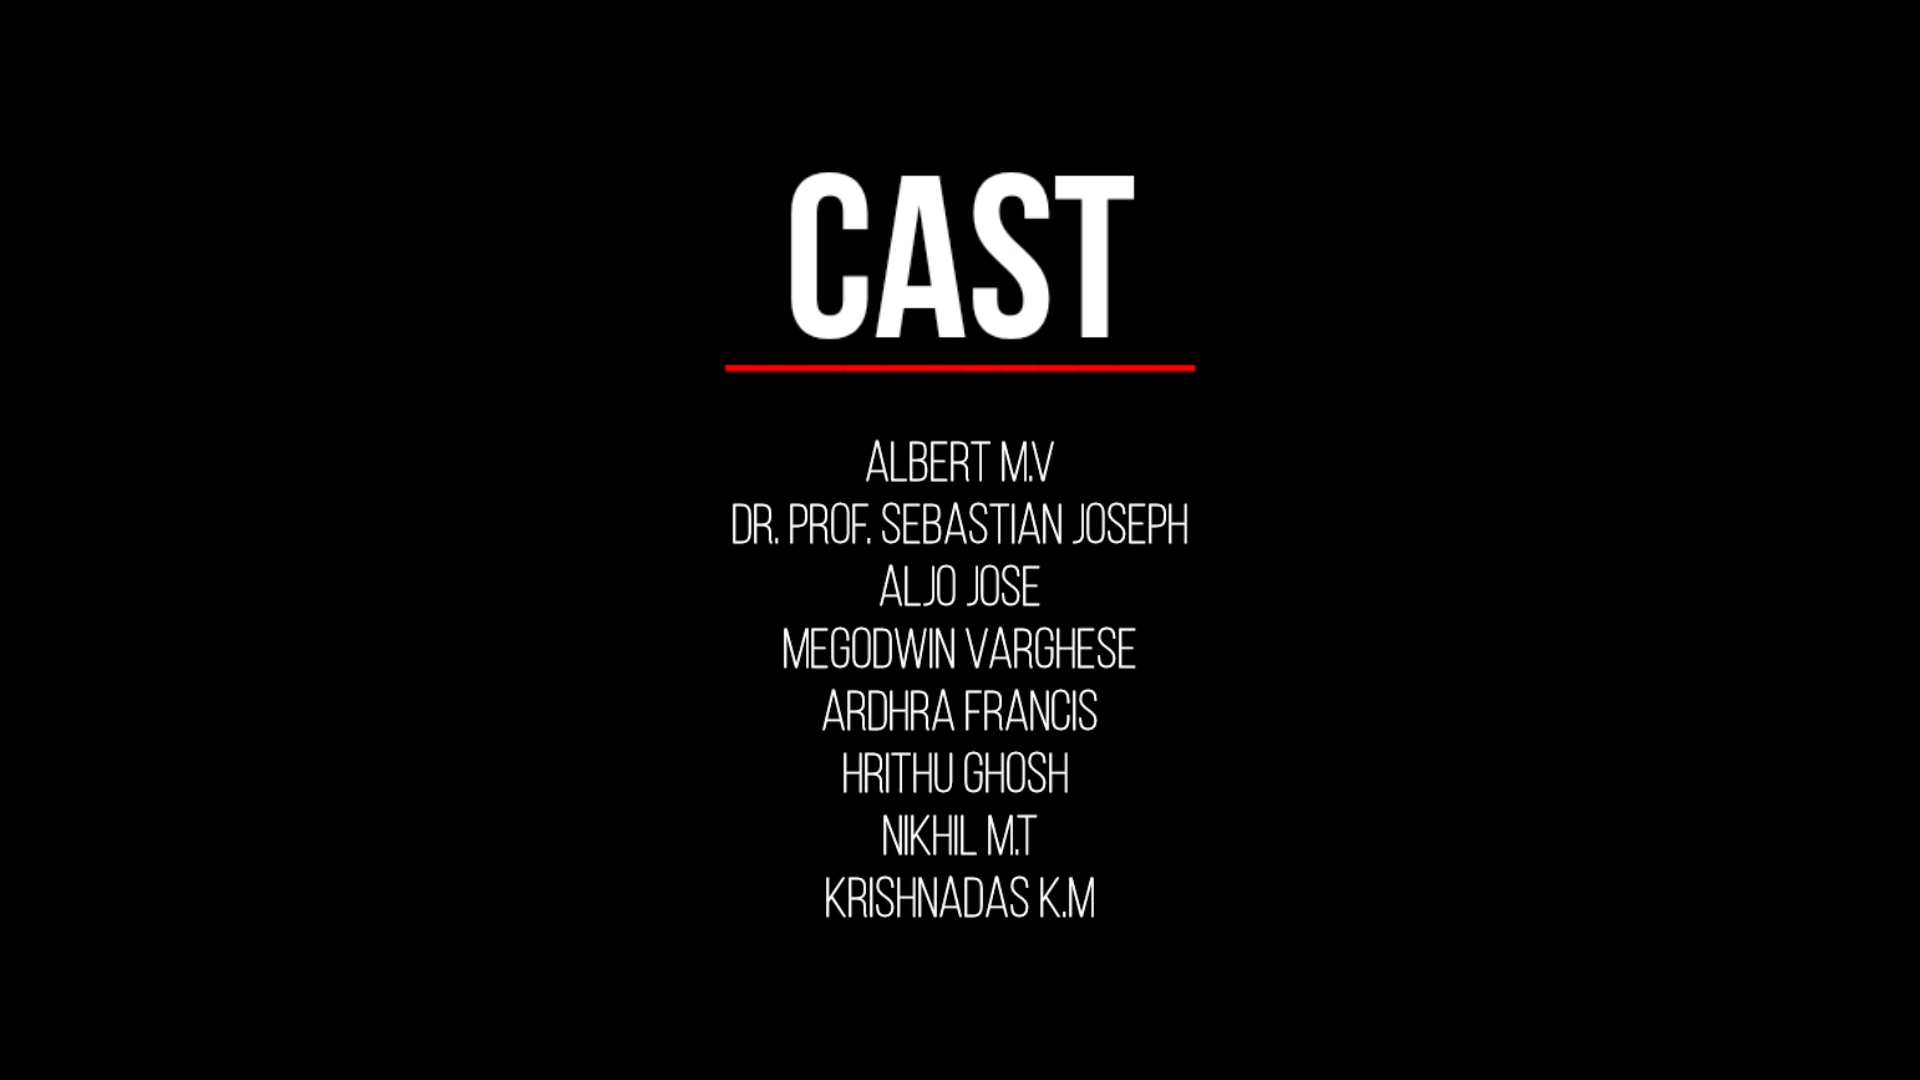 CAST
ALBERT M.V
DR. PROF. SEBASTIAN JOSEPH
ALJO JOSE
MEGODWIN VARGHESE
ARDHRA FRANCIS
HRITHU GHOSH
NIKHIL M.T
KRISHNADAS K.M